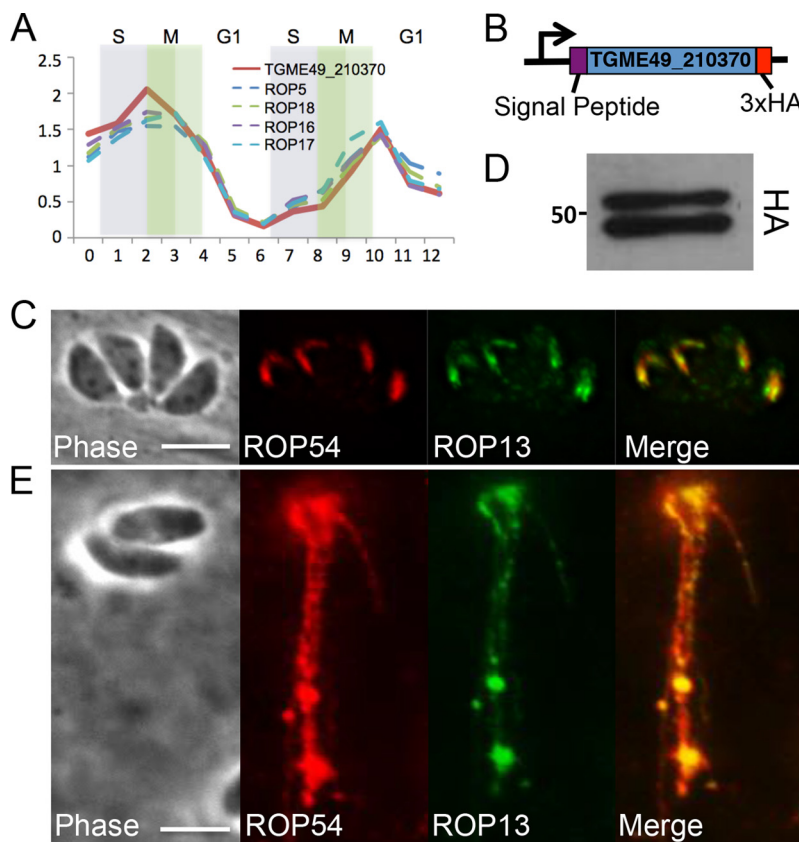 A
S M G1 S M G1
2.5
2
1.5
1
0.5
0
0 1 2 3 4 5 6 7 8 9 10 11 12
TGME49_210370
ROP5
ROP18
ROP16
ROP17
B
TGME49_210370
Signal Peptide
3xHA
D
50
HA
C
Phase
ROP54
ROP13
Merge
E
Phase
ROP54
ROP13
Merge